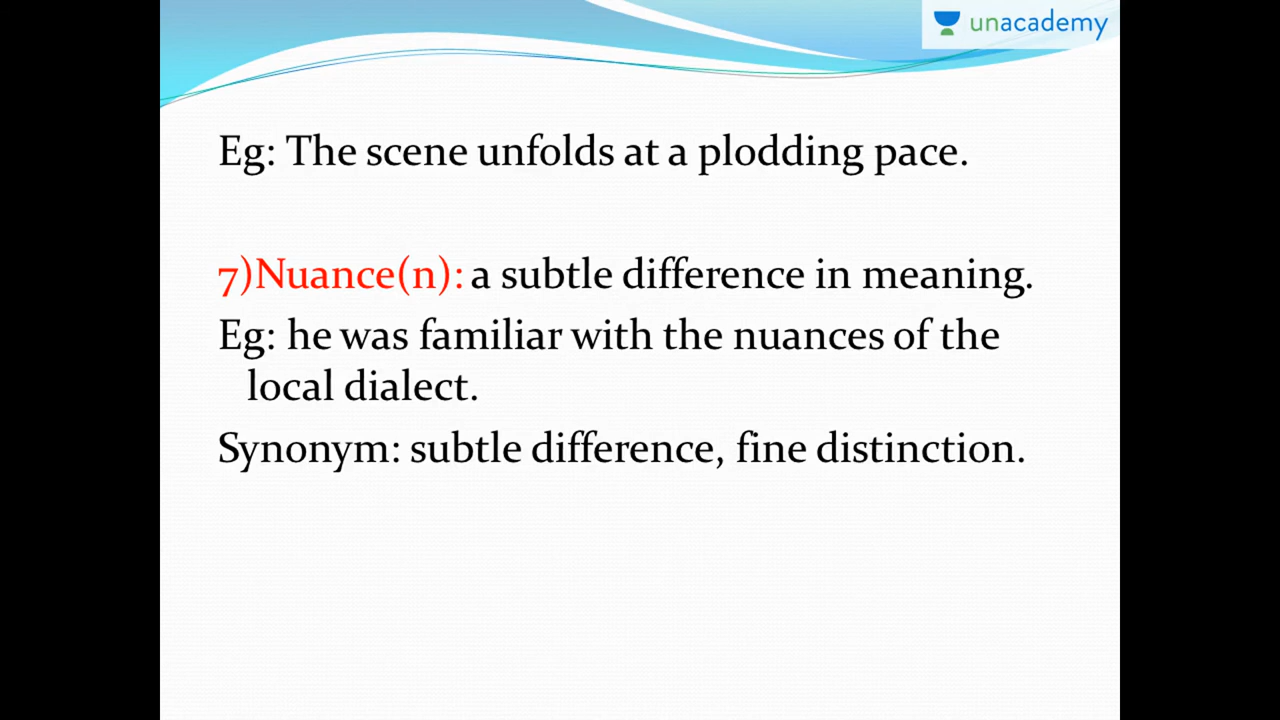 unacademy
Eg: The scene unfolds at a plodding pace.
7)Nuance(n): a subtle difference in meaning.
Eg: he was familiar with the nuances of the
local dialect.
Synonym: subtle difference, fine distinction.